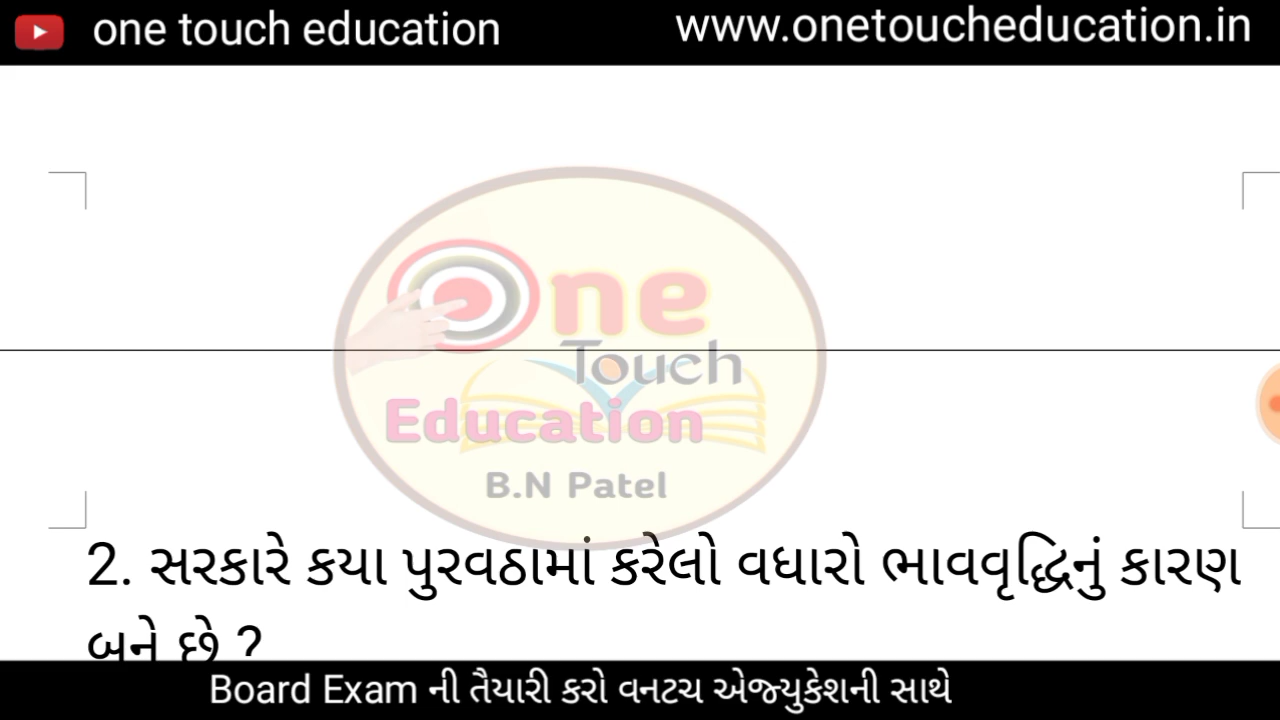 one touch education
www.onetoucheducation.in
One
Touch
Education
B.N Patel
2. સરકારે કયા પુરવઠામાં કરેલો વધારો ભાવવૃદ્ધિનું કારણ
બને છે ?
Board Exam ની તૈયારી કરો વનટચ એજ્યુકેશની સાથે